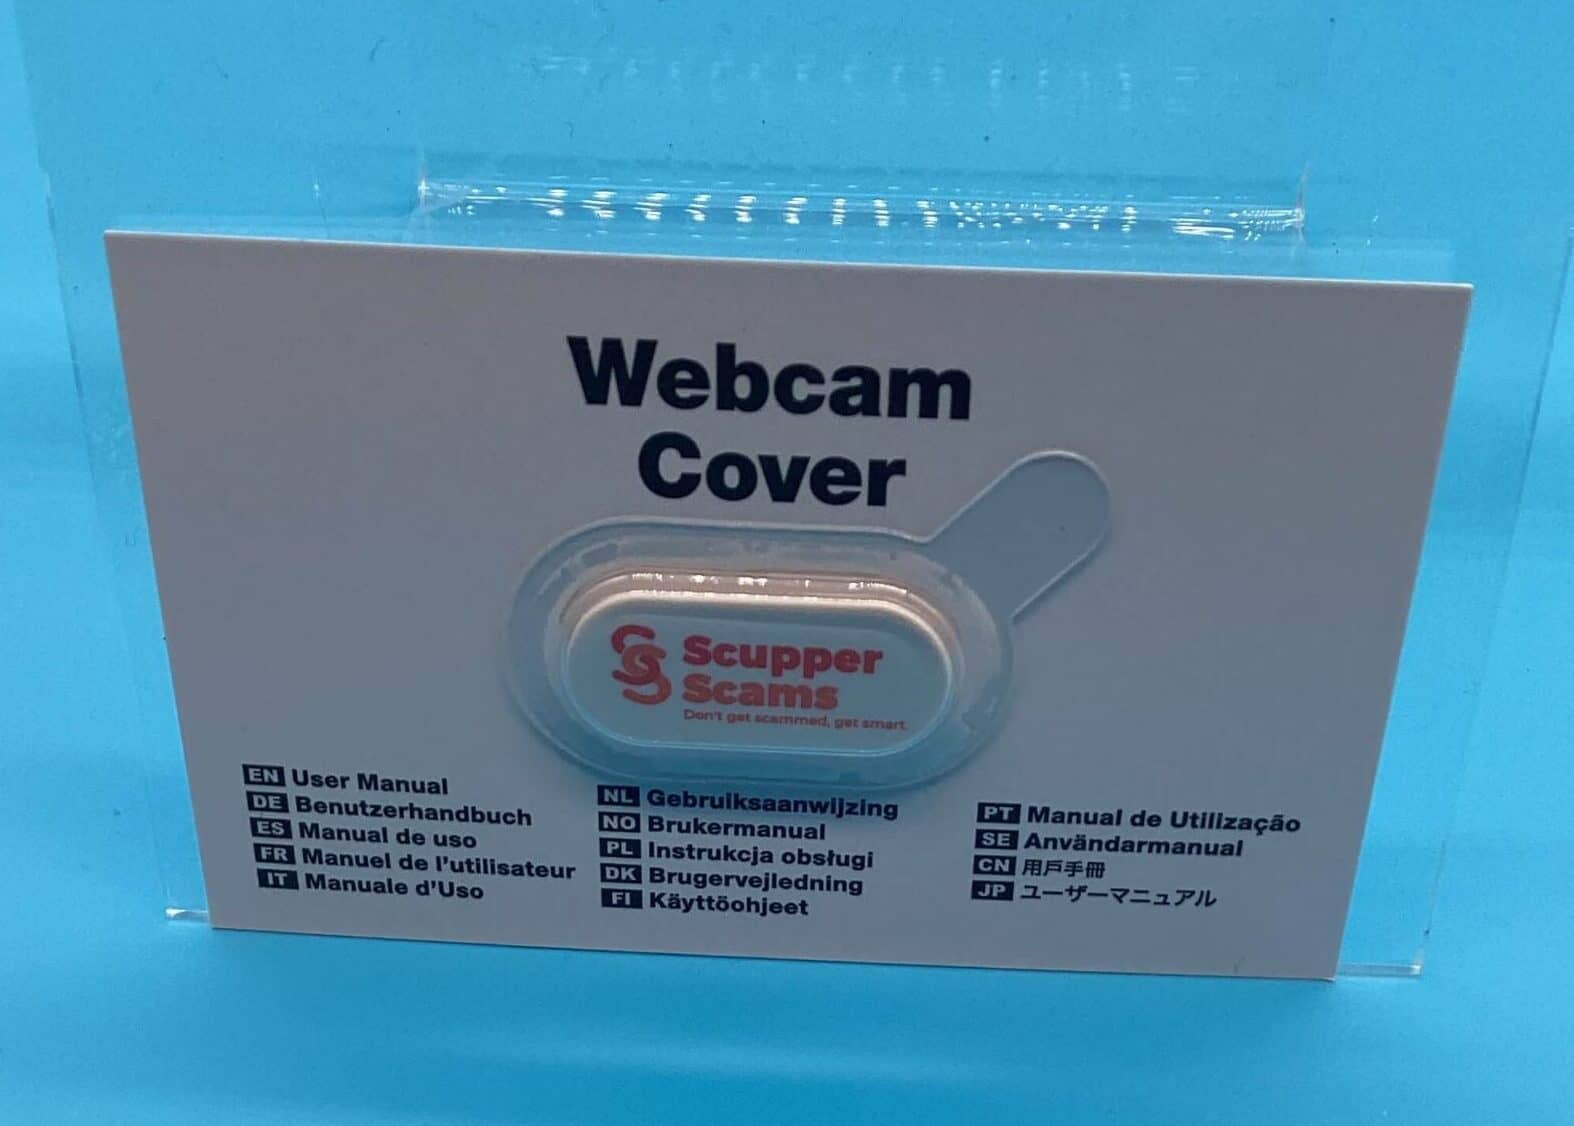 Webcam
Cover
Scupper
Scams
Don't get scammed, get smart.
EN User Manual
DE Benutzerhandbuch
ES Manual de uso
FR Manuel de l'utilisateur
IT Manuale d'Uso
NL Gebruiksaanwijzing
NO Brukermanual
PL Instrukcja obsługi
DK Brugervejledning
FI Käyttöohjeet
PT Manual de Utilização
SE Användarmanual
CN 用戶手冊
JP ユーザーマニュアル